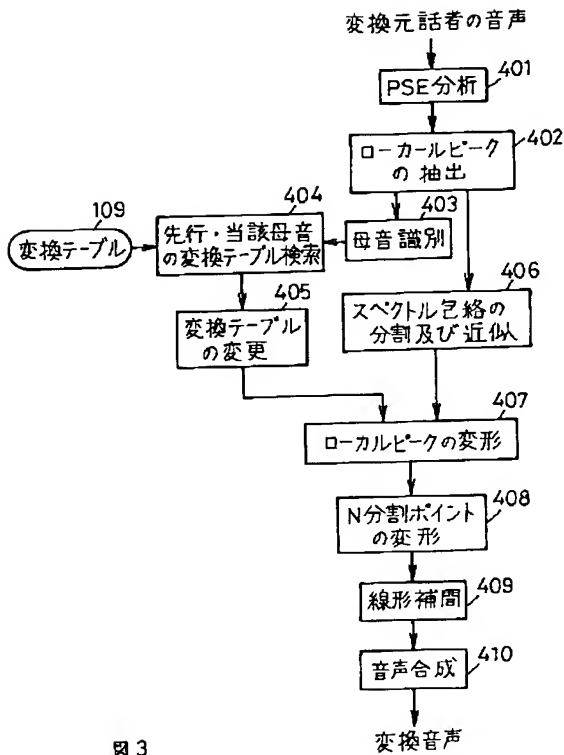 変換元話者の音声
401
PSE分析
402
ローカールピーク
の抽出
404
403
109
先行・当該母音
の変換テーブル検索
母音識別
変換テーブル
405
406
変換テーブル
の変更
スペクトル包絡の
分割及び近似
407
ローカルピークの変形
408
N分割ポイント
の変形
409
線形補間
410
音声合成
変換音声
図3